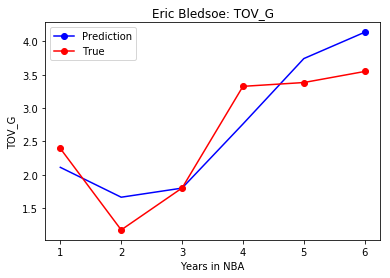 Eric Bledsoe: TOV_G
Prediction
True
4.0
3.5
3.0
2.5
2.0
1.5
TOV_G
1 2 3 4 5 6
Years in NBA